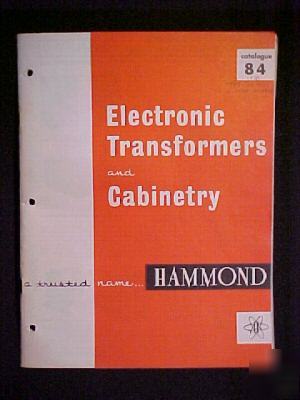 catalogue
84
Electronic
Transformers
and
Cabinetry
a trusted name... HAMMOND